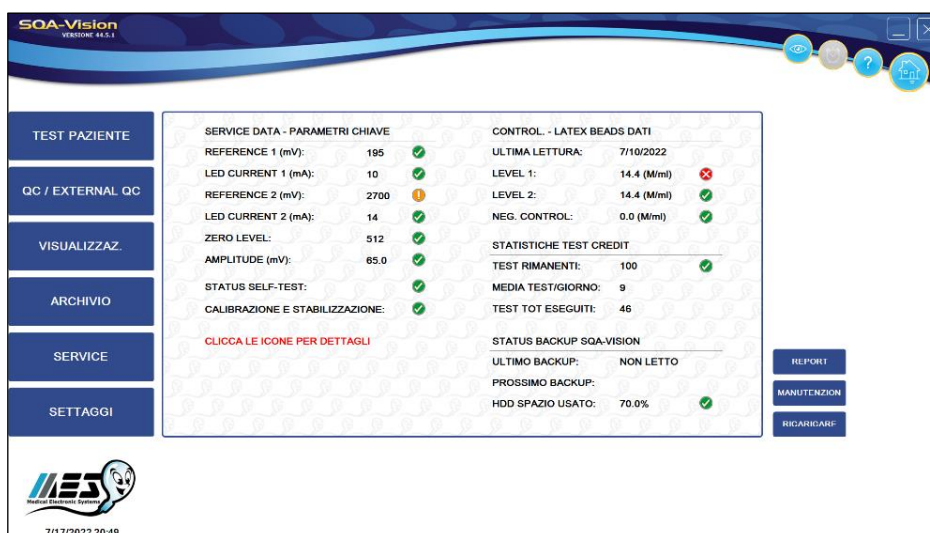 SQA-Vision
VERSIONE 44.5.1
?
TEST PAZIENTE
QC / EXTERNAL QC
VISUALIZZAZ.
ARCHIVIO
SERVICE
SETTAGGI
SERVICE DATA - PARAMETRI CHIAVE
REFERENCE 1 (mV): 195
LED CURRENT 1 (mA): 10
REFERENCE 2 (mV): 2700
LED CURRENT 2 (mA): 14
ZERO LEVEL: 512
AMPLITUDE (mV): 65.0
STATUS SELF-TEST:
CALIBRAZIONE E STABILIZZAZIONE:
CLICCA LE ICONE PER DETTAGLI
CONTROL. - LATEX BEADS DATI
ULTIMA LETTURA: 7/10/2022
LEVEL 1: 14.4 (M/ml)
LEVEL 2: 14.4 (M/ml)
NEG. CONTROL: 0.0 (M/ml)
STATISTICHE TEST CREDIT
TEST RIMANENTI: 100
MEDIA TEST/GIORNO: 9
TEST TOT ESEGUITI: 46
STATUS BACKUP SQA-VISION
ULTIMO BACKUP: NON LETTO
PROSSIMO BACKUP:
HDD SPAZIO USATO: 70.0%
REPORT
MANUTENZION
RICARICARE
MES
Medical Electronic Systems
7/17/2022 20:49